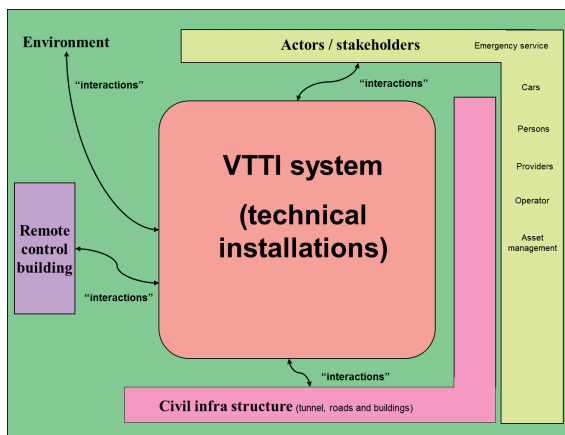 Environment
Actors / stakeholders
Emergency service
“interactions”
“interactions”
Cars
Persons
Providers
Operator
Asset
management
VTTI system
(technical
installations)
Remote
control
building
“interactions”
“interactions”
Civil infra structure (tunnel, roads and buildings)